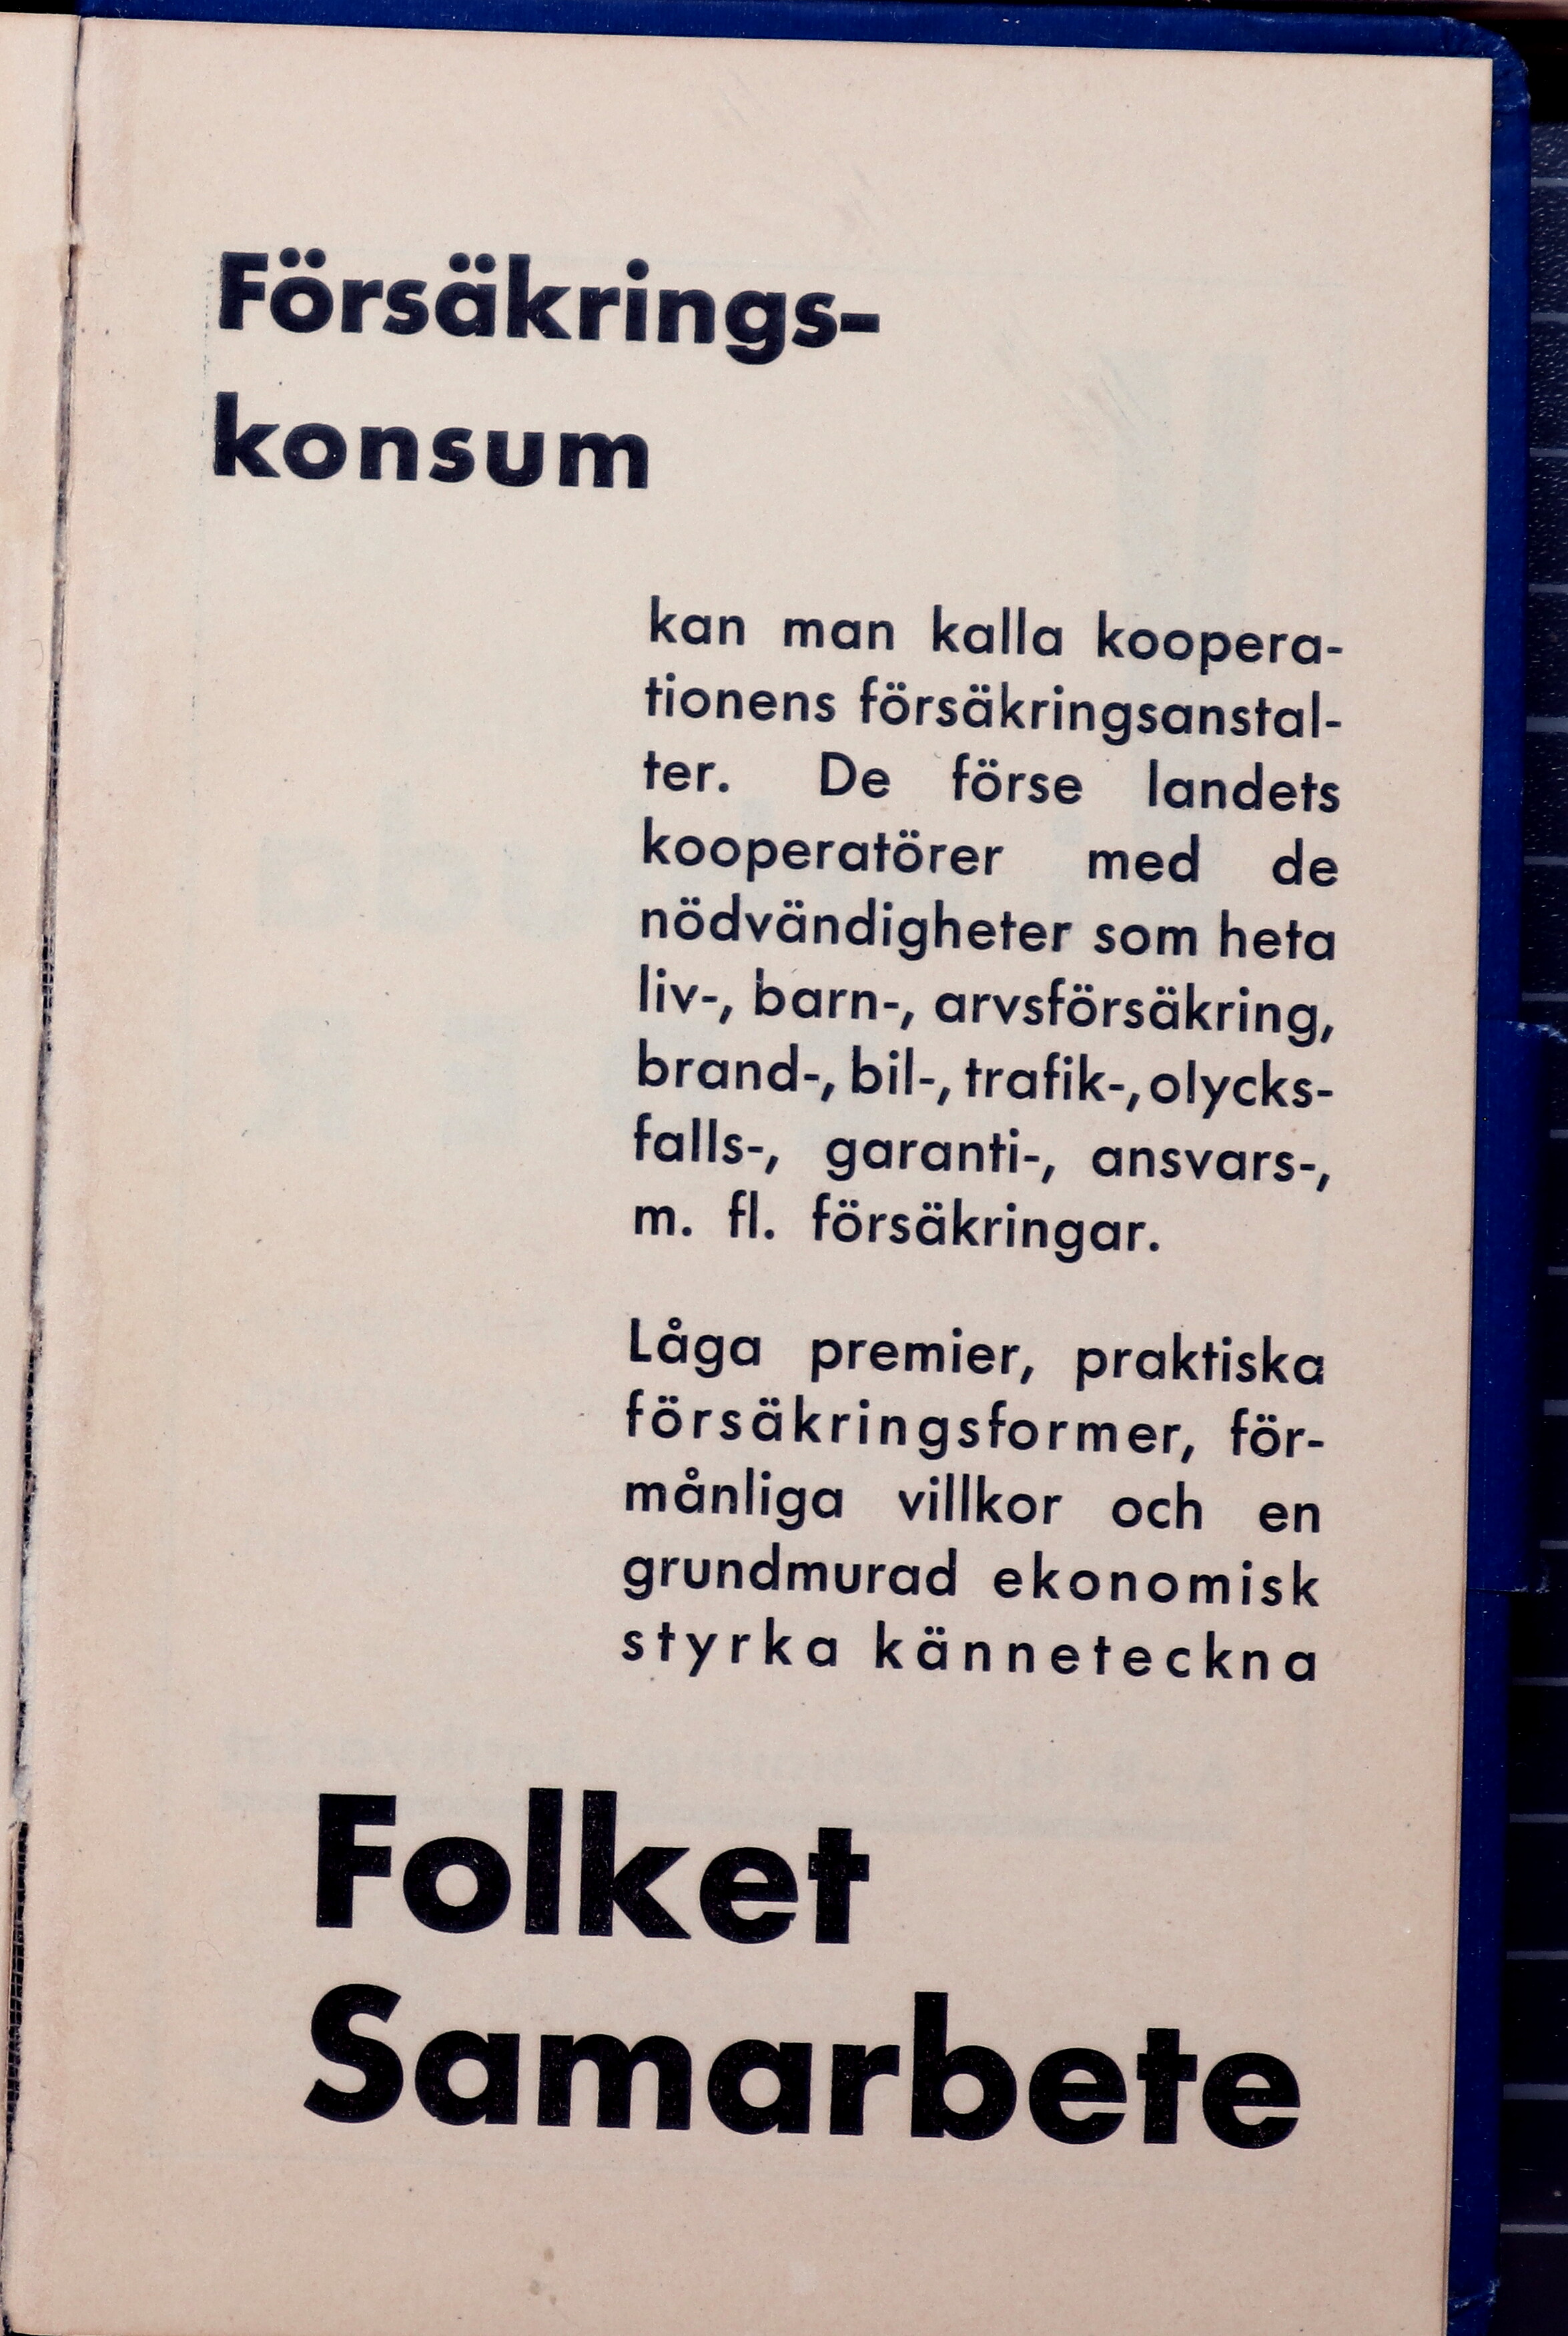 Försäkrings-
konsum
kan man kalla koopera-
tionens försäkringsanstal-
ter. De förse landets
kooperatörer med de
nödvändigheter som heta
liv-, barn-, arvsförsäkring,
brand-, bil-, trafik-, olycks-
falls-, garanti-, ansvars-,
m. fl. försäkringar.
Låga premier, praktiska
försäkringsformer, för-
månliga villkor och en
grundmurad ekonomisk
styrka känneteckna
Folket
Samarbete